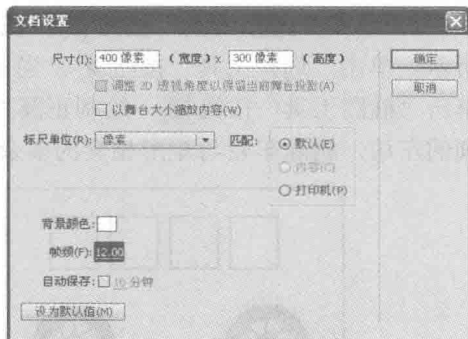 文档设置
尺寸(I): 400 像素 (宽度) x 300 像素 (高度) 确定
调整 3D 透视角度以保留当前舞台投影(A) 取消
以舞台大小缩放内容(W)
标尺单位(R): 像素 匹配: 默认(E)
内容(C)
打印机(P)
背景颜色:
帧频(F): 12.00
自动保存: 10 分钟
设为默认值(M)